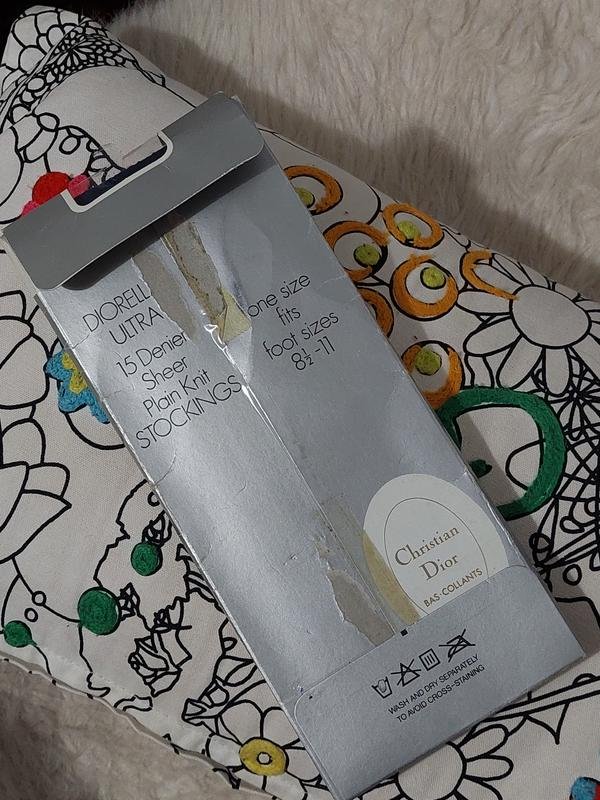 DIORELL
ULTRA
15 Denier
Sheer
Plain Knit
STOCKINGS
one size
fits
foot sizes
8½-11
Christian
Dior
BAS·COLLANTS
WASH AND DRY SEPARATELY
TO AVOID CROSS-STAINING